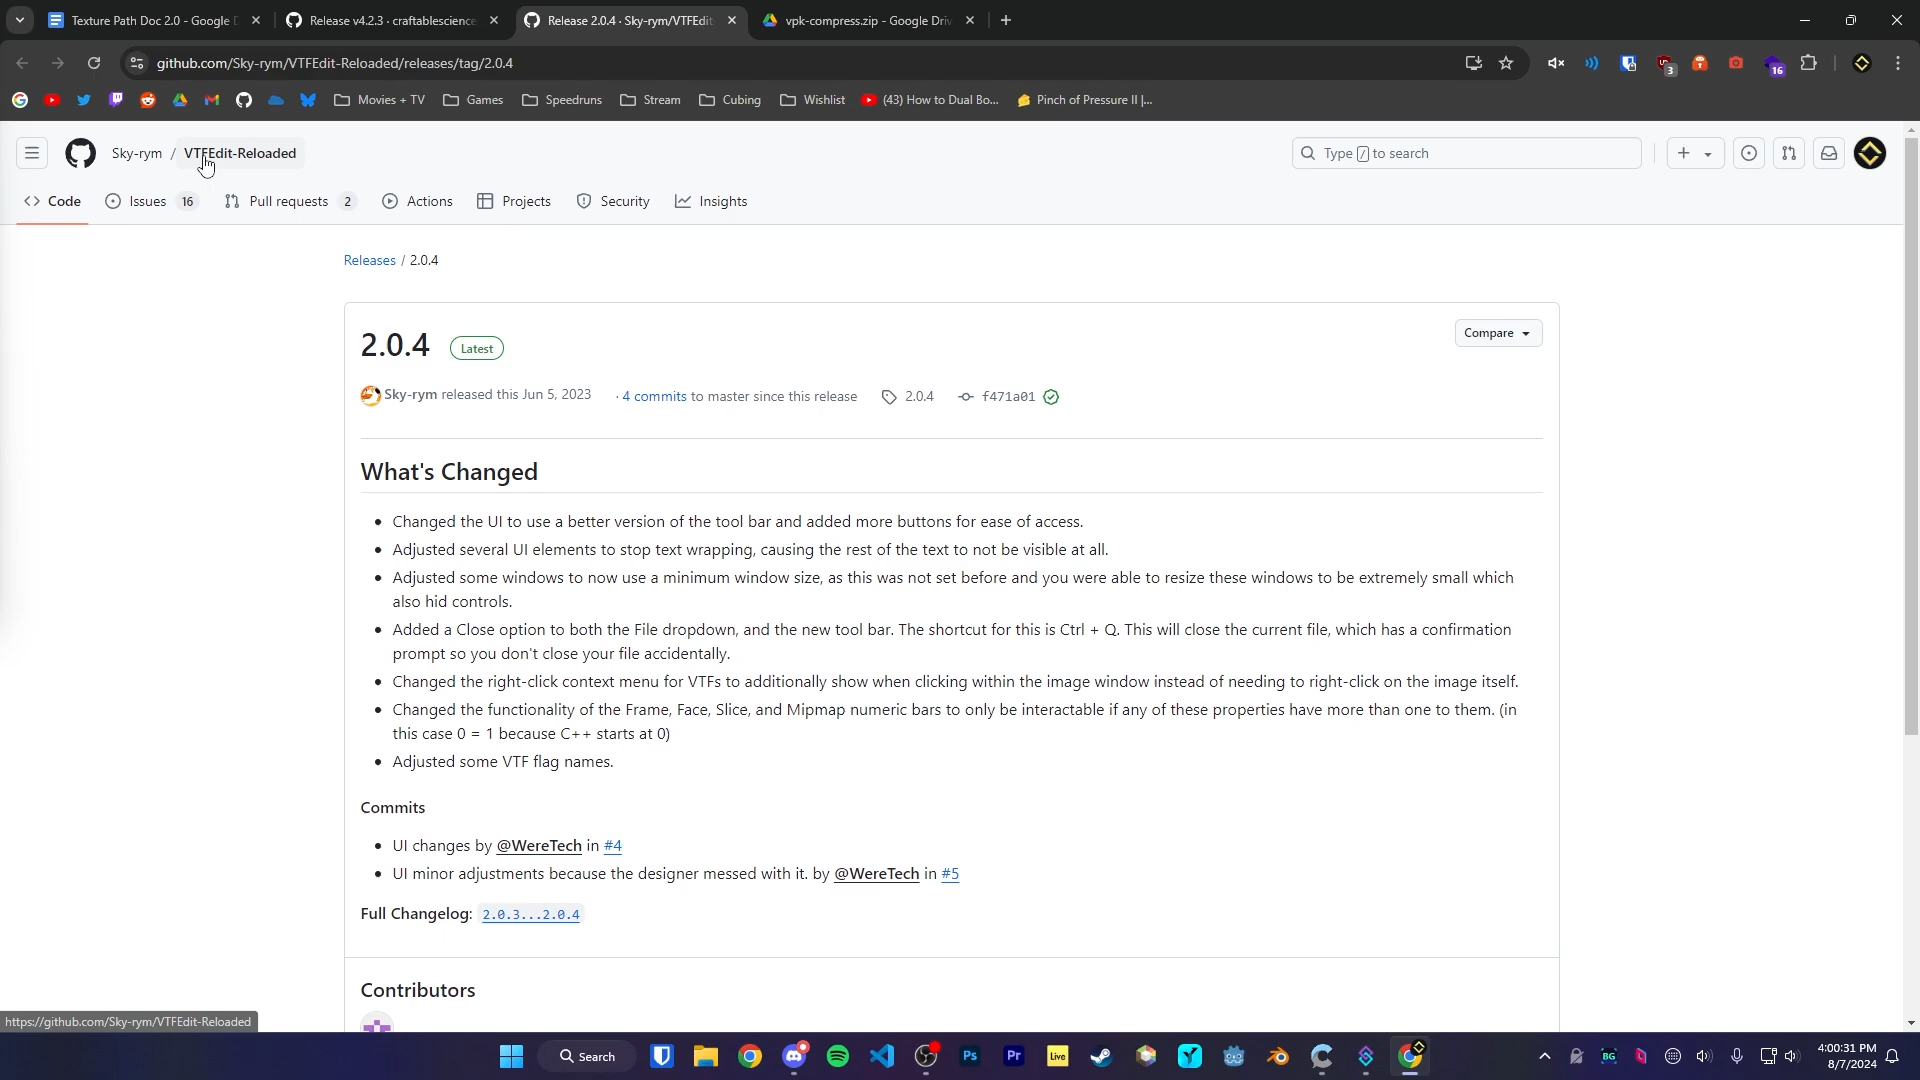 Texture Path Doc 2.0 - Google D
Release v4.2.3 · craftablescience
Release 2.0.4 · Sky-rym/VTFEdit
vpk-compress.zip - Google Driv
github.com/Sky-rym/VTFEdit-Reloaded/releases/tag/2.0.4
3
16
Movies + TV
Games
Speedruns
Stream
Cubing
Wishlist
(43) How to Dual Bo...
Pinch of Pressure II |...
Sky-rym / VTFEdit-Reloaded
Type / to search
Code
Issues 16
Pull requests 2
Actions
Projects
Security
Insights
Releases / 2.0.4
2.0.4 Latest
Compare
Sky-rym released this Jun 5, 2023 · 4 commits to master since this release 2.0.4 f471a01
What's Changed
• Changed the UI to use a better version of the tool bar and added more buttons for ease of access.
• Adjusted several UI elements to stop text wrapping, causing the rest of the text to not be visible at all.
• Adjusted some windows to now use a minimum window size, as this was not set before and you were able to resize these windows to be extremely small which
also hid controls.
• Added a Close option to both the File dropdown, and the new tool bar. The shortcut for this is Ctrl + Q. This will close the current file, which has a confirmation
prompt so you don't close your file accidentally.
• Changed the right-click context menu for VTFs to additionally show when clicking within the image window instead of needing to right-click on the image itself.
• Changed the functionality of the Frame, Face, Slice, and Mipmap numeric bars to only be interactable if any of these properties have more than one to them. (in
this case 0 = 1 because C++ starts at 0)
• Adjusted some VTF flag names.
Commits
• UI changes by @WereTech in #4
• UI minor adjustments because the designer messed with it. by @WereTech in #5
Full Changelog: 2.0.3...2.0.4
Contributors
https://github.com/Sky-rym/VTFEdit-Reloaded
Search
Ps
Pr
Live
BG
4:00:31 PM
8/7/2024